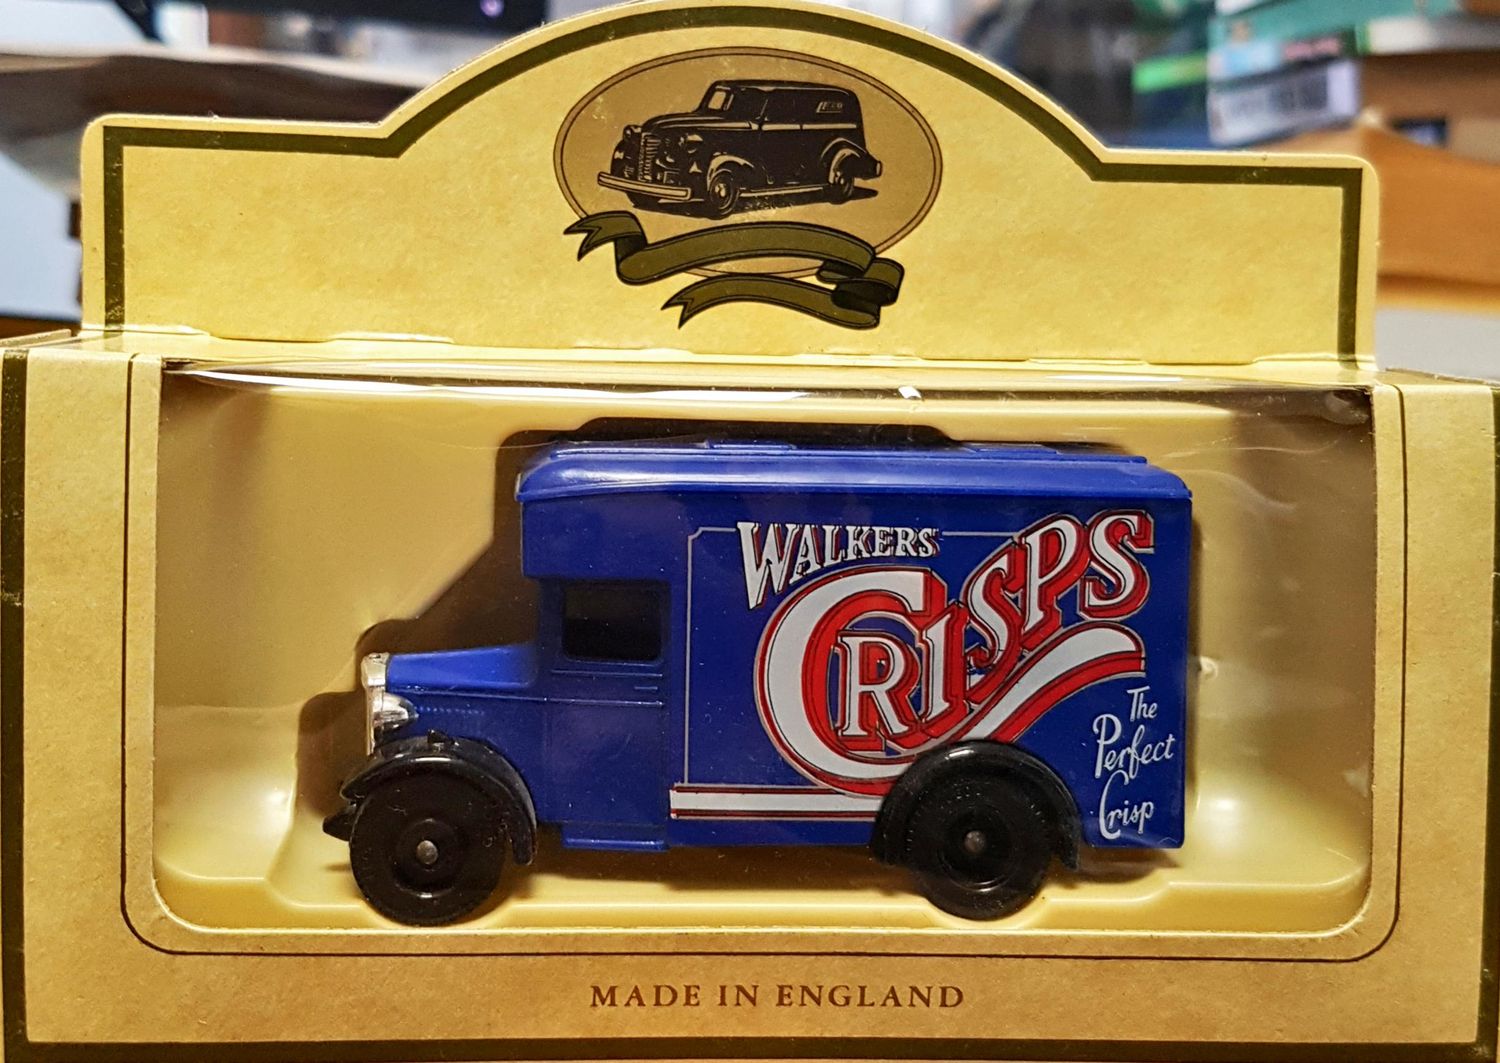 WALKERS
CRISPS
The
Perfect
Crisp
MADE IN ENGLAND